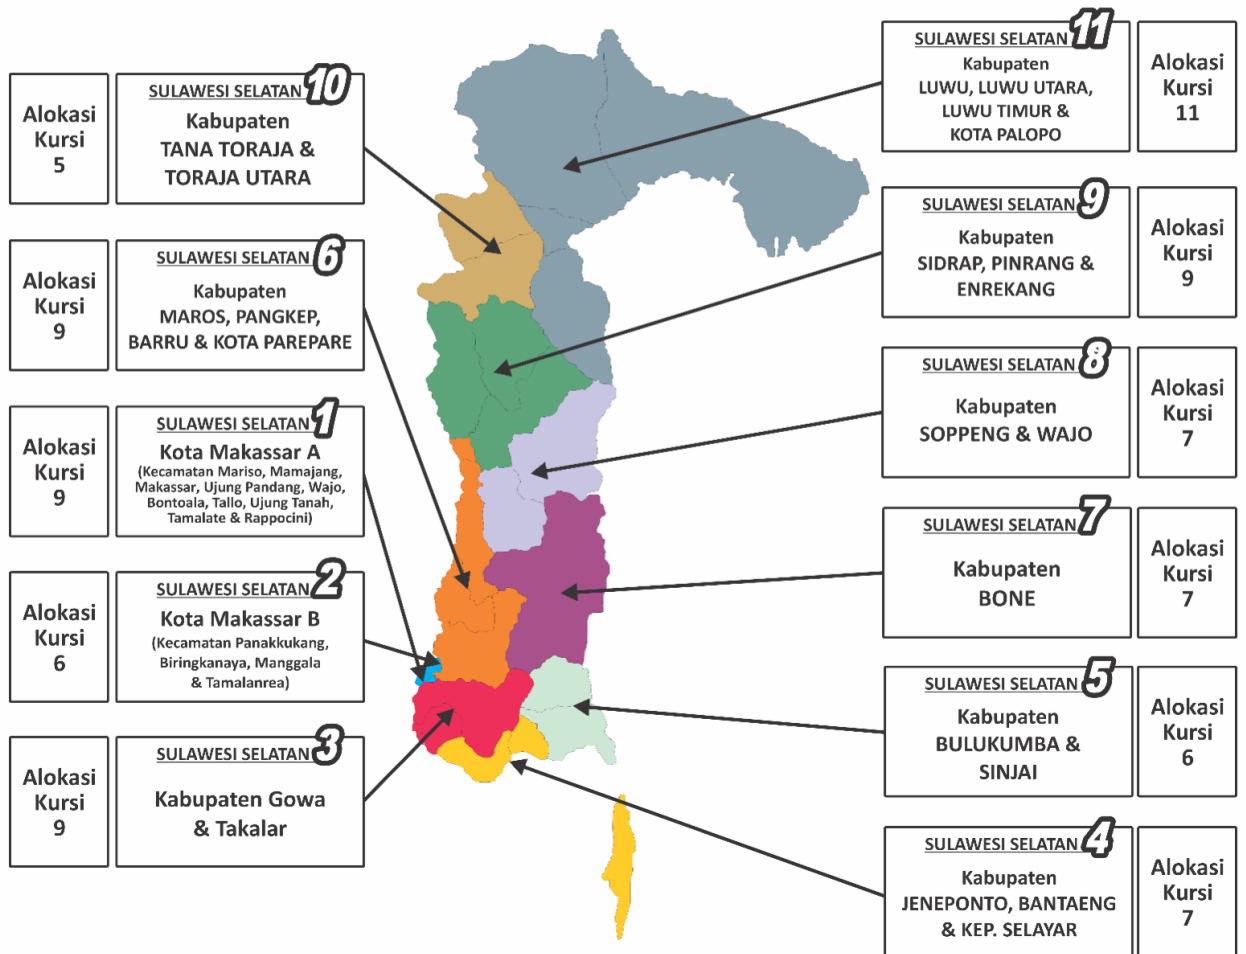 Alokasi
Kursi
5
SULAWESI SELATAN 10
Kabupaten
TANA TORAJA &
TORAJA UTARA
Alokasi
Kursi
9
SULAWESI SELATAN 6
Kabupaten
MAROS, PANGKEP,
BARRU & KOTA PAREPARE
Alokasi
Kursi
9
SULAWESI SELATAN 1
Kota Makassar A
(Kecamatan Mariso, Mamajang,
Makassar, Ujung Pandang, Wajo,
Bontoala, Tallo, Ujung Tanah,
Tamalate & Rappocini)
Alokasi
Kursi
6
SULAWESI SELATAN 2
Kota Makassar B
(Kecamatan Panakkukang,
Biringkanaya, Manggala
& Tamalanrea)
Alokasi
Kursi
9
SULAWESI SELATAN 3
Kabupaten Gowa
& Takalar
SULAWESI SELATAN 11
Kabupaten
LUWU, LUWU UTARA,
LUWU TIMUR &
KOTA PALOPO
Alokasi
Kursi
11
SULAWESI SELATAN 9
Kabupaten
SIDRAP, PINRANG &
ENREKANG
Alokasi
Kursi
9
SULAWESI SELATAN 8
Kabupaten
SOPPENG & WAJO
Alokasi
Kursi
7
SULAWESI SELATAN 7
Kabupaten
BONE
Alokasi
Kursi
7
SULAWESI SELATAN 5
Kabupaten
BULUKUMBA &
SINJAI
Alokasi
Kursi
6
SULAWESI SELATAN 4
Kabupaten
JENEPONTO, BANTAENG
& KEP. SELAYAR
Alokasi
Kursi
7